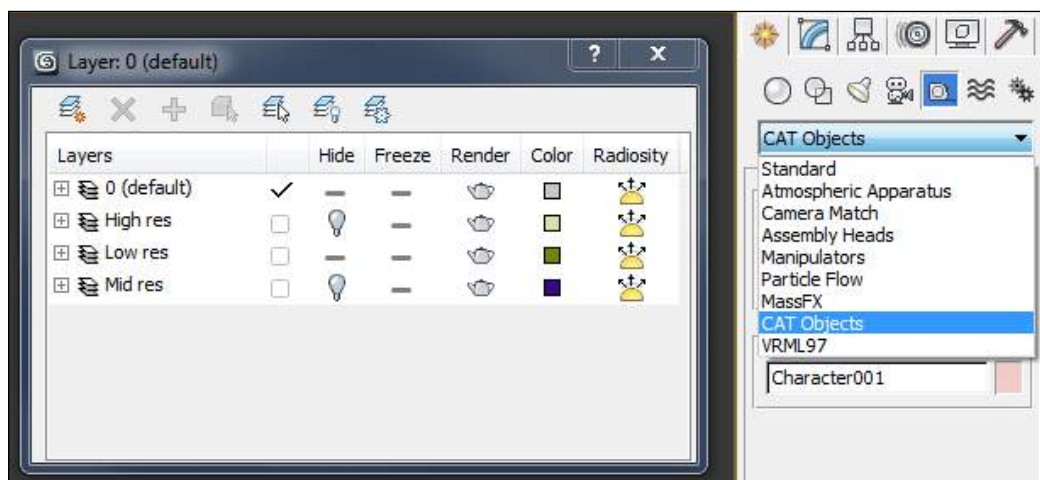 Layer: 0 (default)
? X
Layers Hide Freeze Render Color Radiosity
0 (default)
High res
Low res
Mid res
CAT Objects
Standard
Atmospheric Apparatus
Camera Match
Assembly Heads
Manipulators
Particle Flow
MassFX
CAT Objects
VRML97
Character001